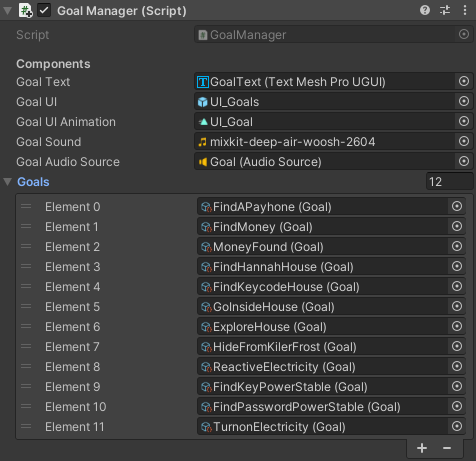 Goal Manager (Script)
Script GoalManager
Components
Goal Text GoalText (Text Mesh Pro UGUI)
Goal UI UI_Goals
Goal UI Animation UI_Goal
Goal Sound mixkit-deep-air-woosh-2604
Goal Audio Source Goal (Audio Source)
Goals 12
Element 0 FindAPayhone (Goal)
Element 1 FindMoney (Goal)
Element 2 MoneyFound (Goal)
Element 3 FindHannahHouse (Goal)
Element 4 FindKeycodeHouse (Goal)
Element 5 GoInsideHouse (Goal)
Element 6 ExploreHouse (Goal)
Element 7 HideFromKilerFrost (Goal)
Element 8 ReactiveElectricity (Goal)
Element 9 FindKeyPowerStable (Goal)
Element 10 FindPasswordPowerStable (Goal)
Element 11 TurnonElectricity (Goal)